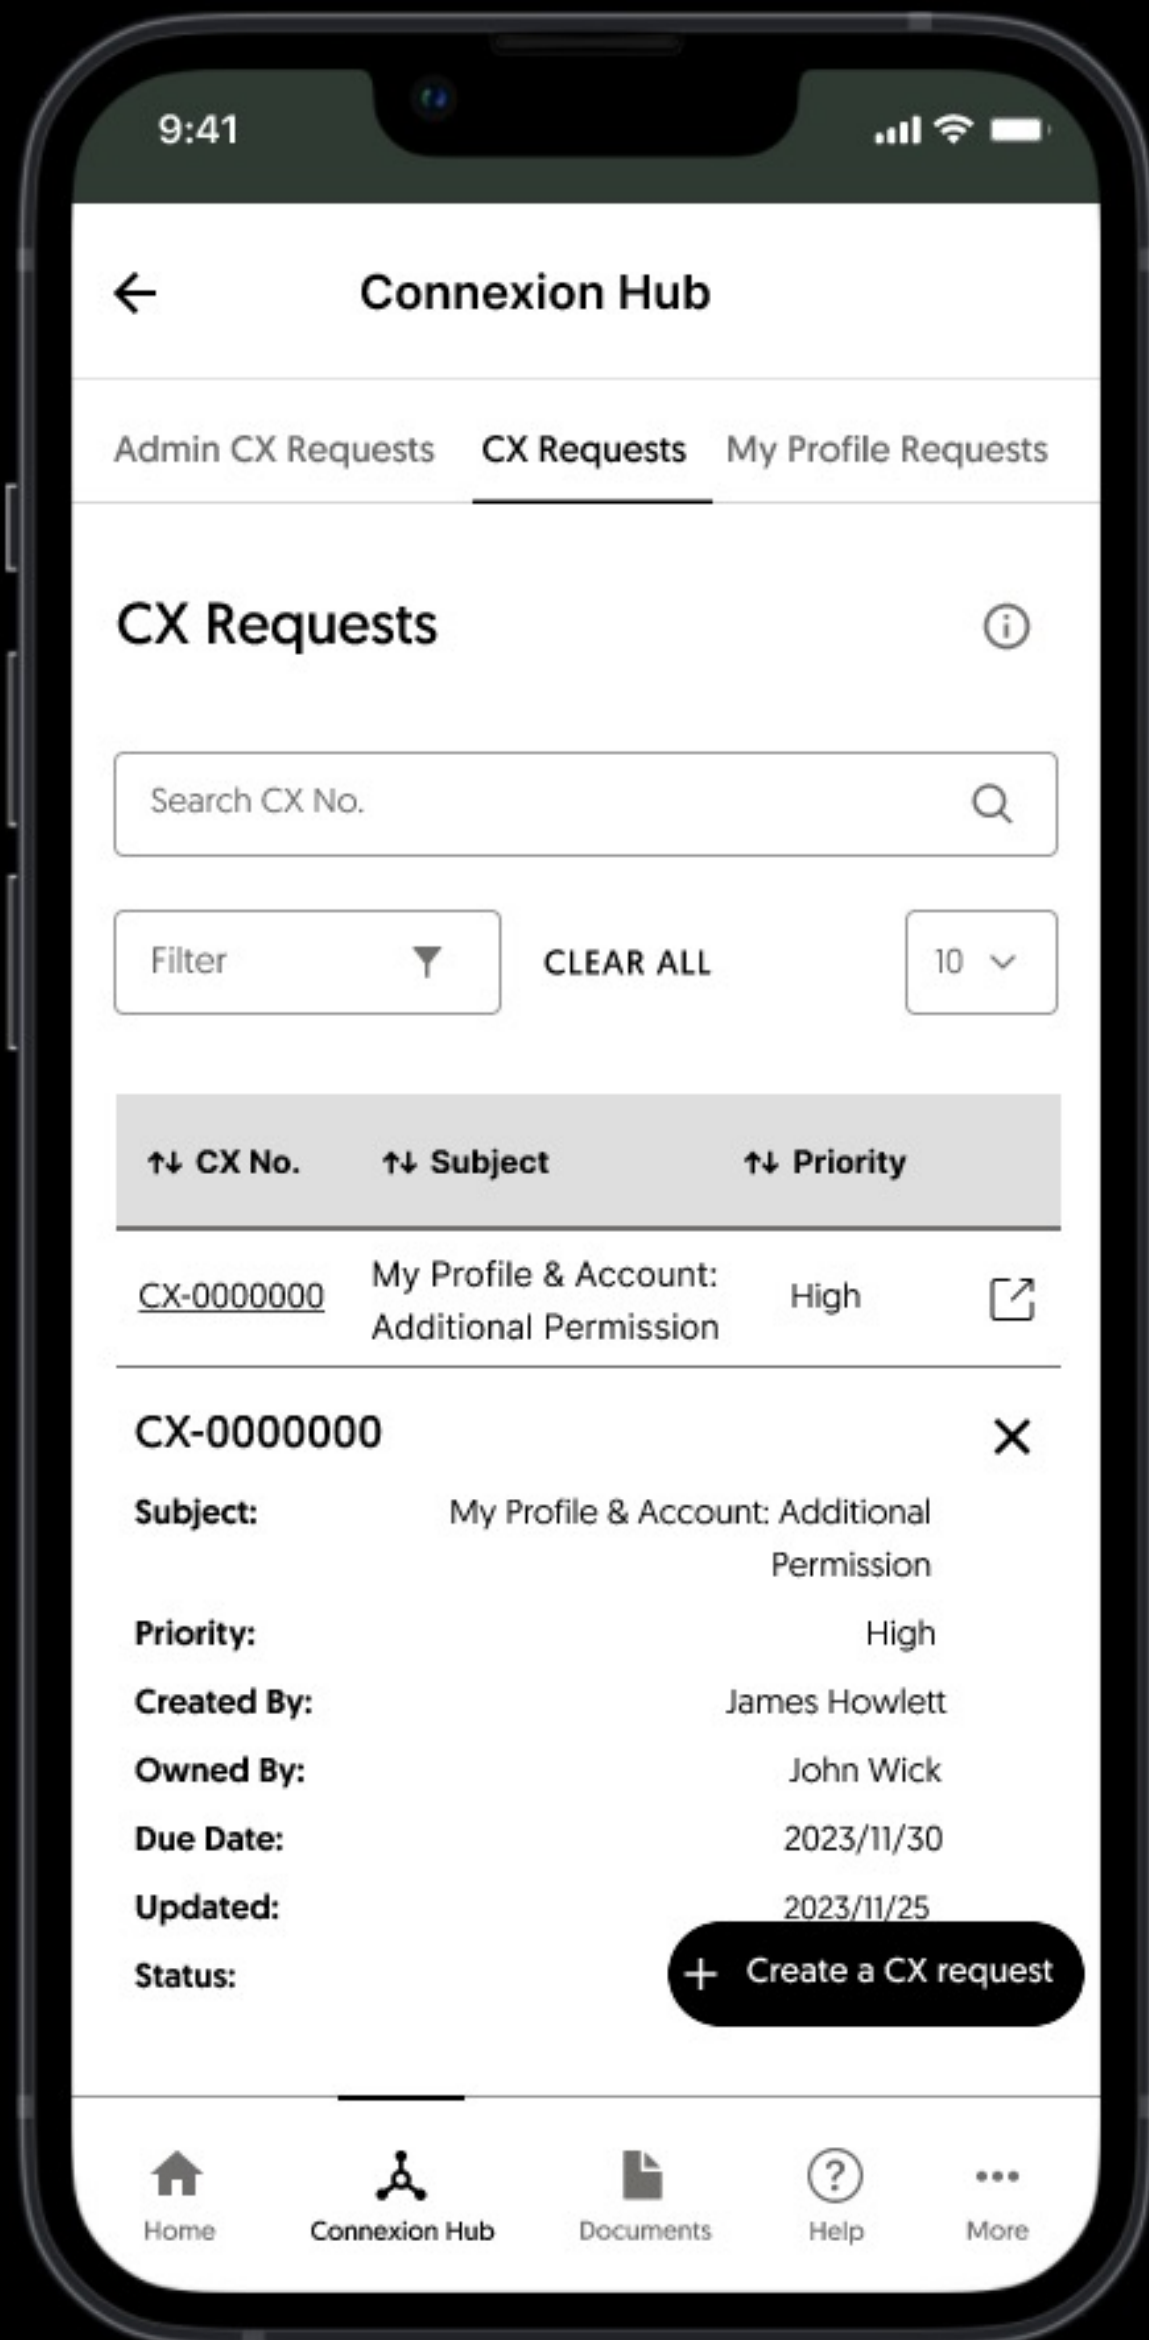 9:41
Connexion Hub
Admin CX Requests CX Requests My Profile Requests
CX Requests
Search CX No.
Filter CLEAR ALL 10
CX No. Subject Priority
CX-0000000 My Profile & Account: High
Additional Permission
CX-0000000
Subject: My Profile & Account: Additional
Permission
Priority: High
Created By: James Howlett
Owned By: John Wick
Due Date: 2023/11/30
Updated: 2023/11/25
Status:
+ Create a CX request
Home Connexion Hub Documents Help More